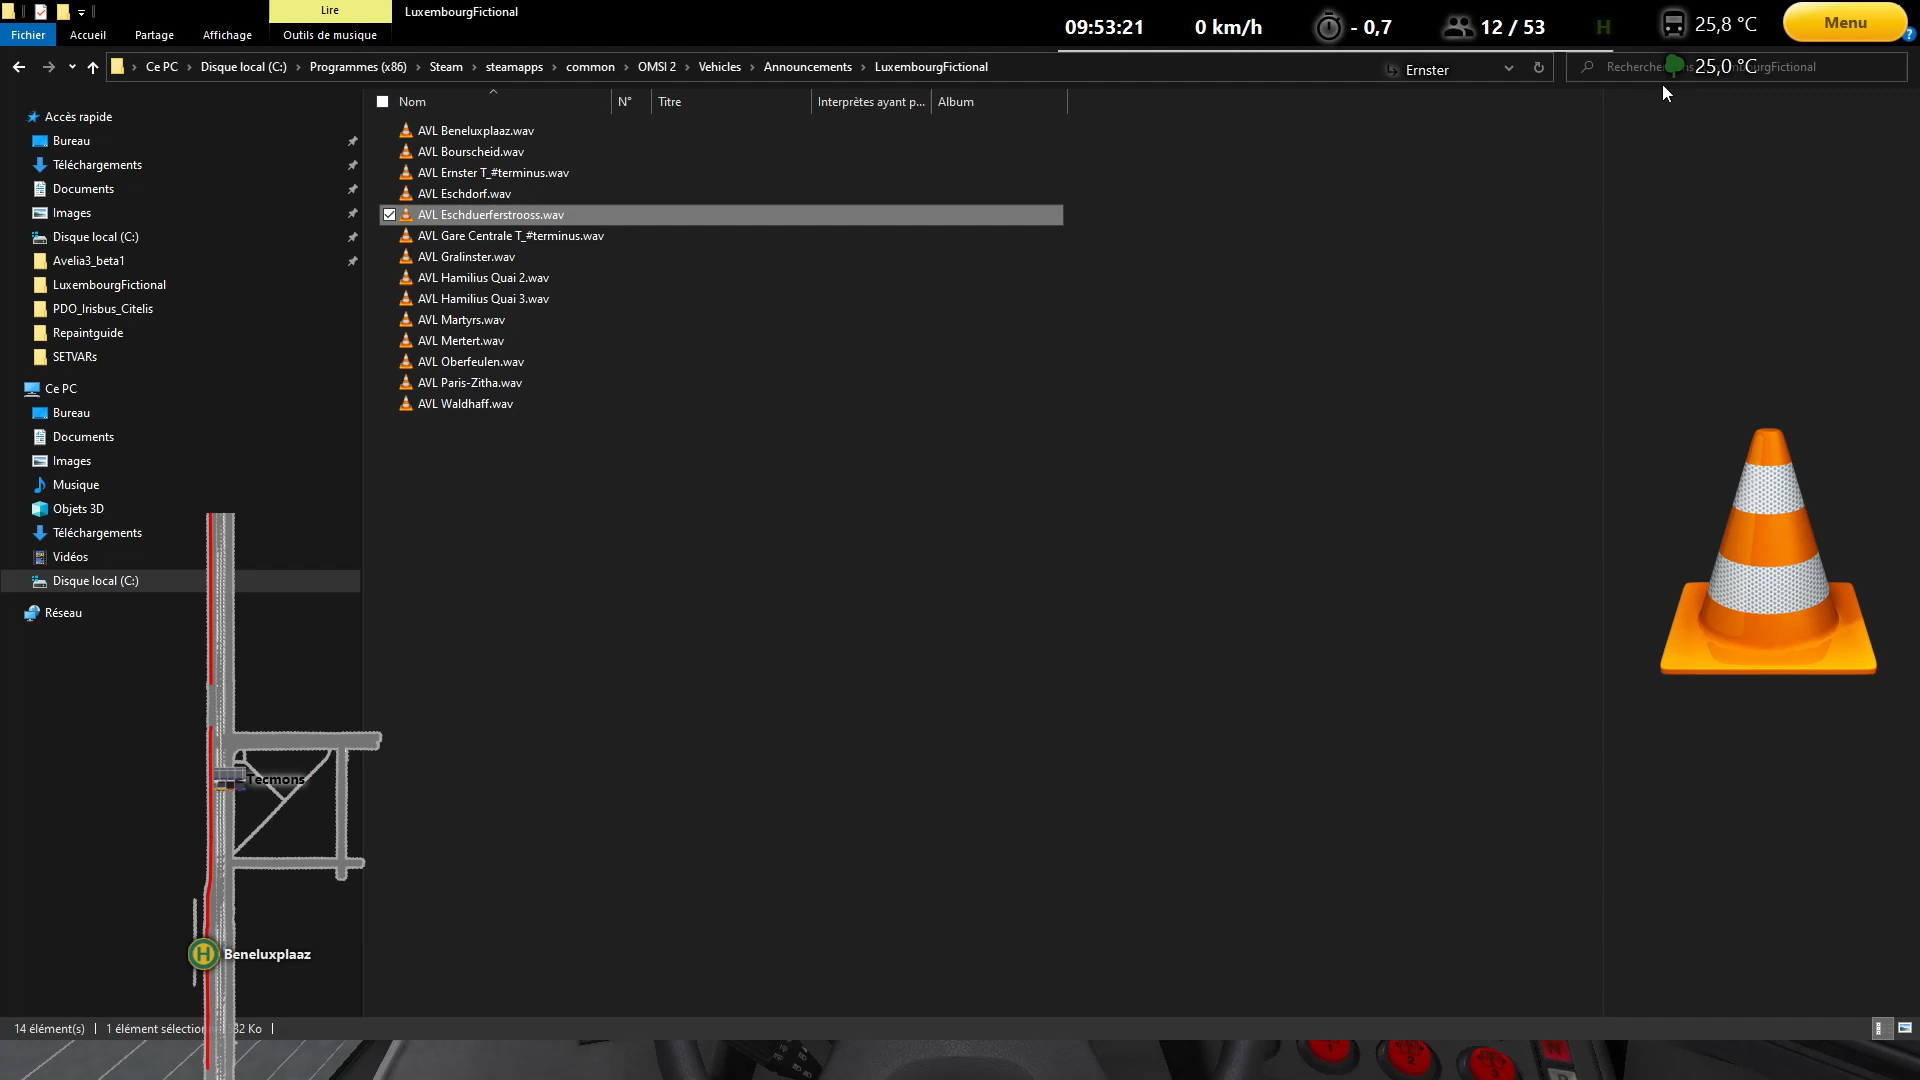 Lire
LuxembourgFictional
Fichier
Accueil
Partage
Affichage
Outils de musique
09:53:21
0 km/h
- 0,7
12 / 53
H
25,8 °C
Menu
?
Ce PC
Disque local (C:)
Programmes (x86)
Steam
steamapps
common
OMSI 2
Vehicles
Announcements
LuxembourgFictional
Ernster
25,0 °C
Nom
N°
Titre
Interprètes ayant p...
Album
Accès rapide
Bureau
Téléchargements
Documents
Images
Disque local (C:)
Avelia3_beta1
LuxembourgFictional
PDO_Irisbus_Citelis
Repaintguide
SETVARs
Ce PC
Bureau
Documents
Images
Musique
Objets 3D
Téléchargements
Vidéos
Disque local (C:)
Réseau
AVL Beneluxplaaz.wav
AVL Bourscheid.wav
AVL Ernster T_#terminus.wav
AVL Eschdorf.wav
AVL Eschduerferstrooss.wav
AVL Gare Centrale T_#terminus.wav
AVL Gralinster.wav
AVL Hamilius Quai 2.wav
AVL Hamilius Quai 3.wav
AVL Martyrs.wav
AVL Mertert.wav
AVL Oberfeulen.wav
AVL Paris-Zitha.wav
AVL Waldhaff.wav
Tecmons
H Beneluxplaaz
14 élément(s)
1 élément
1
2
N